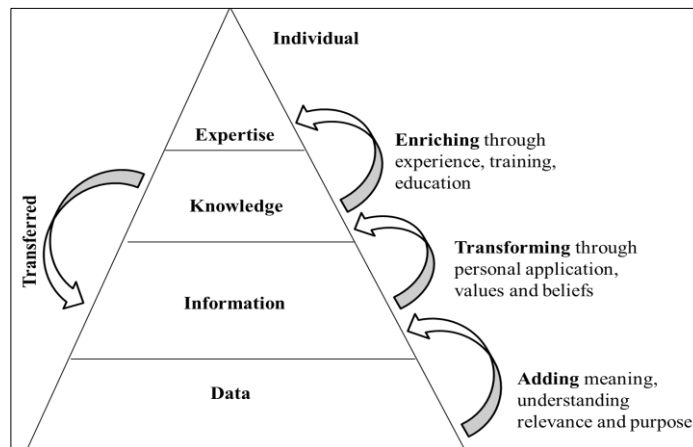 Individual
Expertise
Enriching through
experience, training,
education
Knowledge
Transferred
Transforming through
personal application,
values and beliefs
Information
Adding meaning,
understanding
relevance and purpose
Data